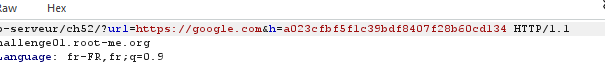 Raw Hex
-serveur/ch52/?url=https://google.com&h=a023cfbf5f1c39bdf8407f28b60cd134 HTTP/1.1
hallenge01.root-me.org
Language: fr-FR,fr;q=0.9